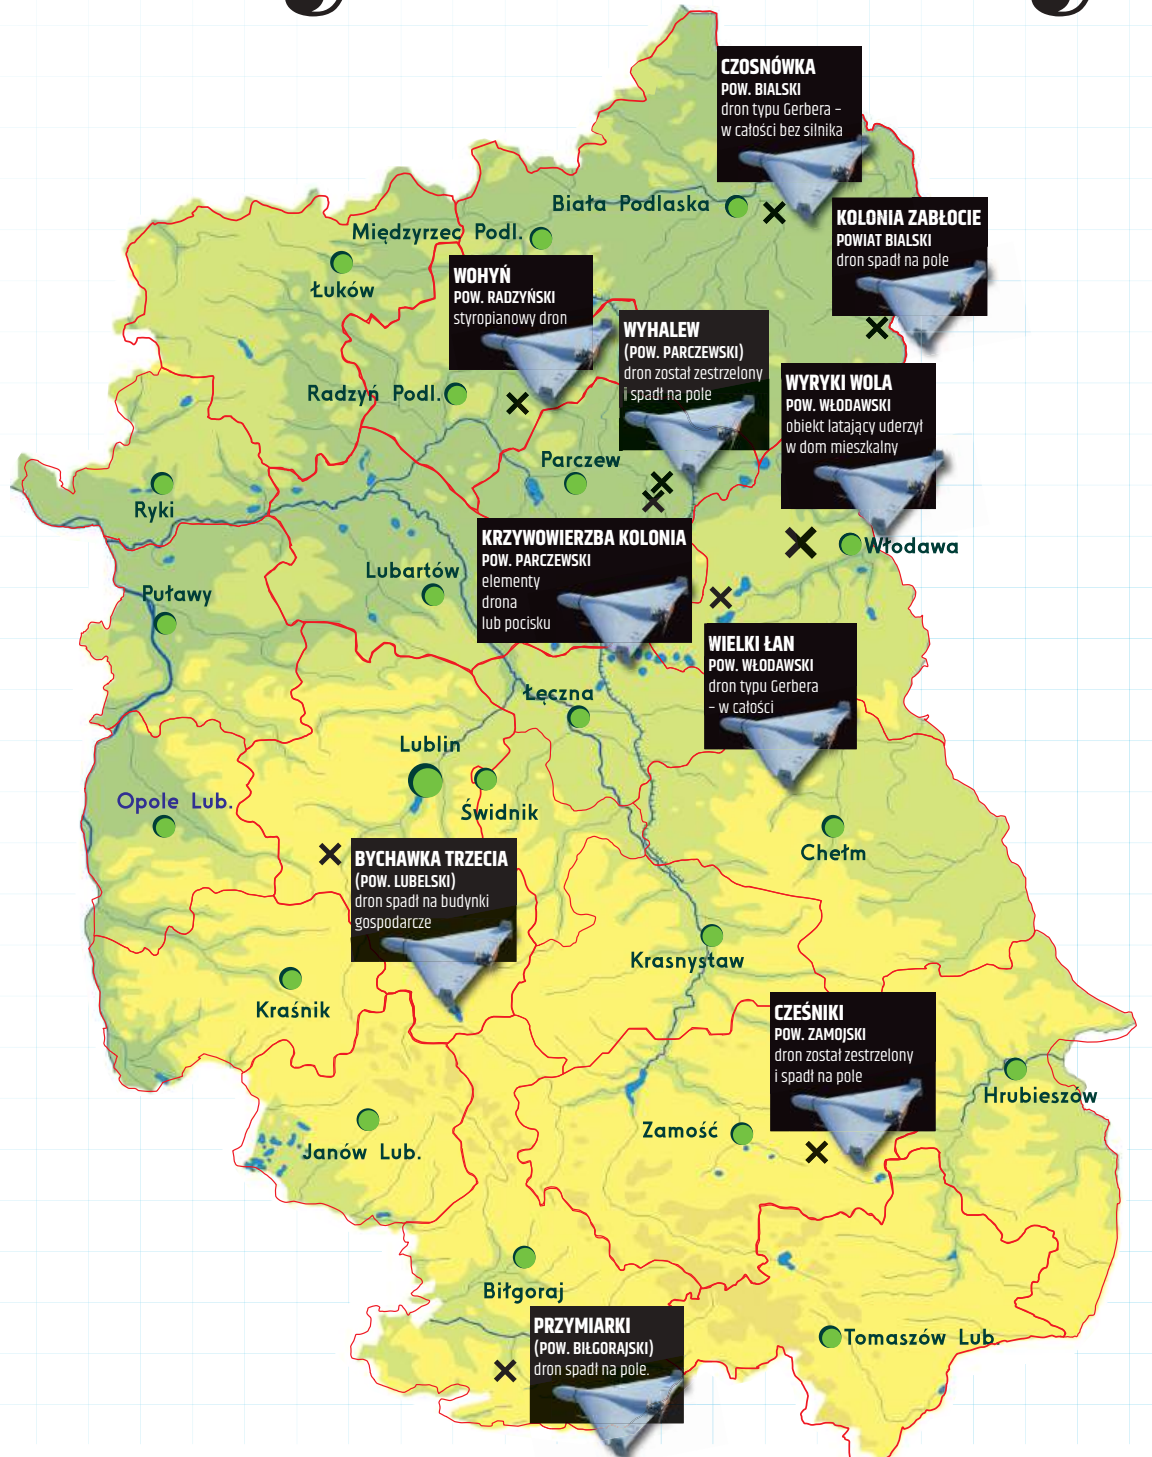 CZOSNÓWKA
POW. BIALSKI
dron typu Gerbera –
w całości bez silnika
Biała Podlaska
KOLONIA ZABŁOCIE
POWIAT BIALSKI
dron spadł na pole
Międzyrzec Podl.
Łuków
WOHYŃ
POW. RADZYŃSKI
styropianowy dron
WYHALEW
(POW. PARCZEWSKI)
dron został zestrzelony
i spadł na pole
WYRYKI WOLA
POW. WŁODAWSKI
obiekt latający uderzył
w dom mieszkalny
Radzyń Podl.
Parczew
Ryki
KRZYWOWIERZBA KOLONIA
POW. PARCZEWSKI
elementy
drona
lub pocisku
Włodawa
Lubartów
Puławy
WIELKI ŁAN
POW. WŁODAWSKI
dron typu Gerbera
– w całości
Łęczna
Lublin
Świdnik
Opole Lub.
Chełm
BYCHAWKA TRZECIA
(POW. LUBELSKI)
dron spadł na budynki
gospodarcze
Krasnystaw
Kraśnik
CZEŚNIKI
POW. ZAMOJSKI
dron został zestrzelony
i spadł na pole
Hrubieszów
Zamość
Janów Lub.
Biłgoraj
PRZYMIARKI
(POW. BIŁGORAJSKI)
dron spadł na pole.
Tomaszów Lub.